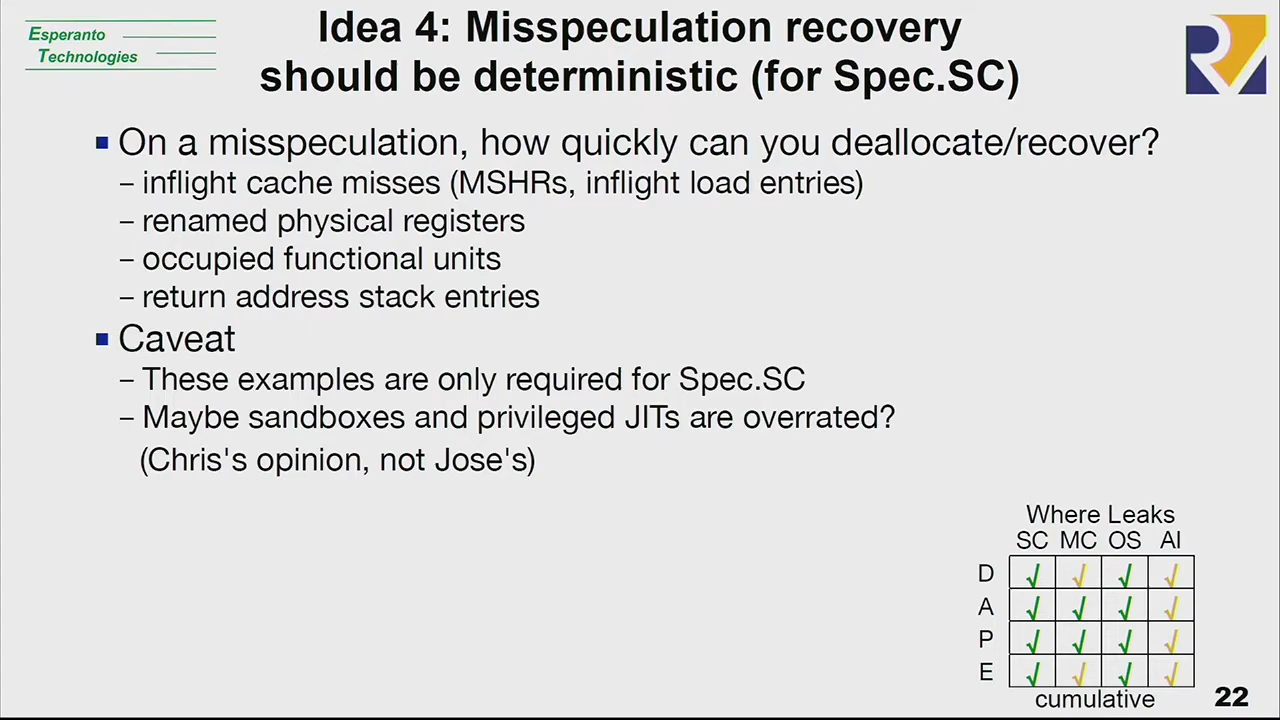 Esperanto
Technologies
Idea 4: Misspeculation recovery
should be deterministic (for Spec.SC)
RV
■ On a misspeculation, how quickly can you deallocate/recover?
– inflight cache misses (MSHRs, inflight load entries)
– renamed physical registers
– occupied functional units
– return address stack entries
■ Caveat
– These examples are only required for Spec.SC
– Maybe sandboxes and privileged JITs are overrated?
(Chris's opinion, not Jose's)
Where Leaks
SC MC OS AI
D √ √ √ √
A √ √ √ √
P √ √ √ √
E √ √ √ √
cumulative
22